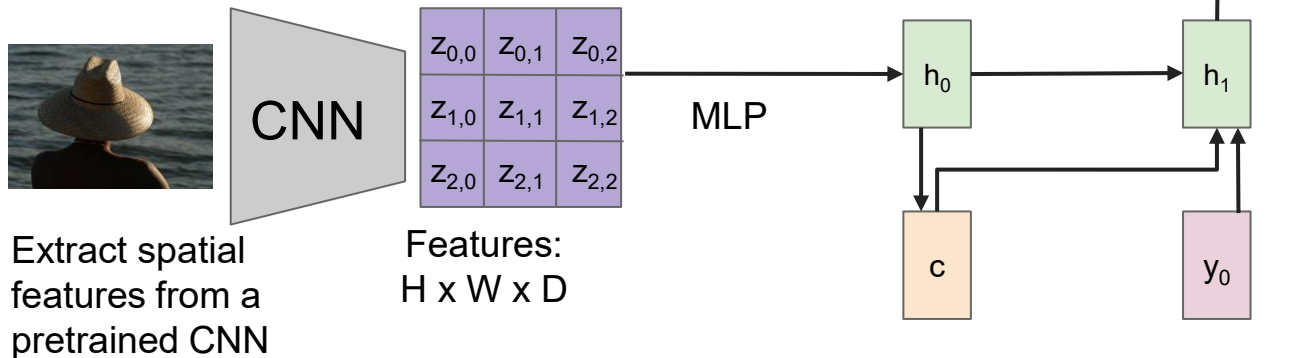 CNN
z0,0 z0,1 z0,2
z1,0 z1,1 z1,2
z2,0 z2,1 z2,2
MLP
h0
h1
c
y0
Extract spatial
features from a
pretrained CNN
Features:
H x W x D